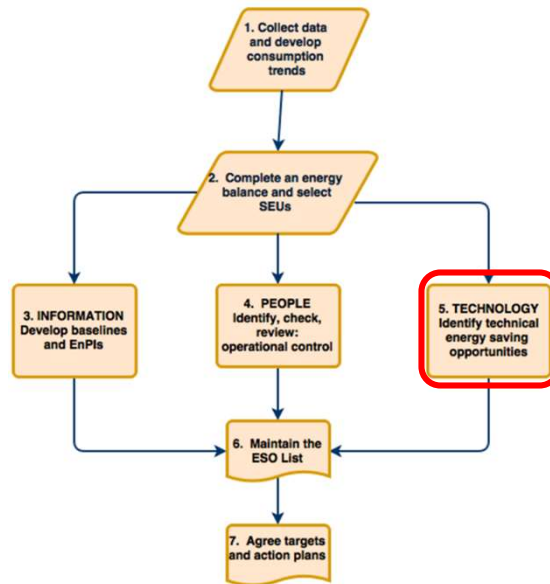 1. Collect data
and develop
consumption
trends
2. Complete an energy
balance and select
SEUs
3. INFORMATION
Develop baselines
and EnPIs
4. PEOPLE
Identify, check,
review:
operational control
5. TECHNOLOGY
Identify technical
energy saving
opportunities
6. Maintain the
ESO List
7. Agree targets
and action plans